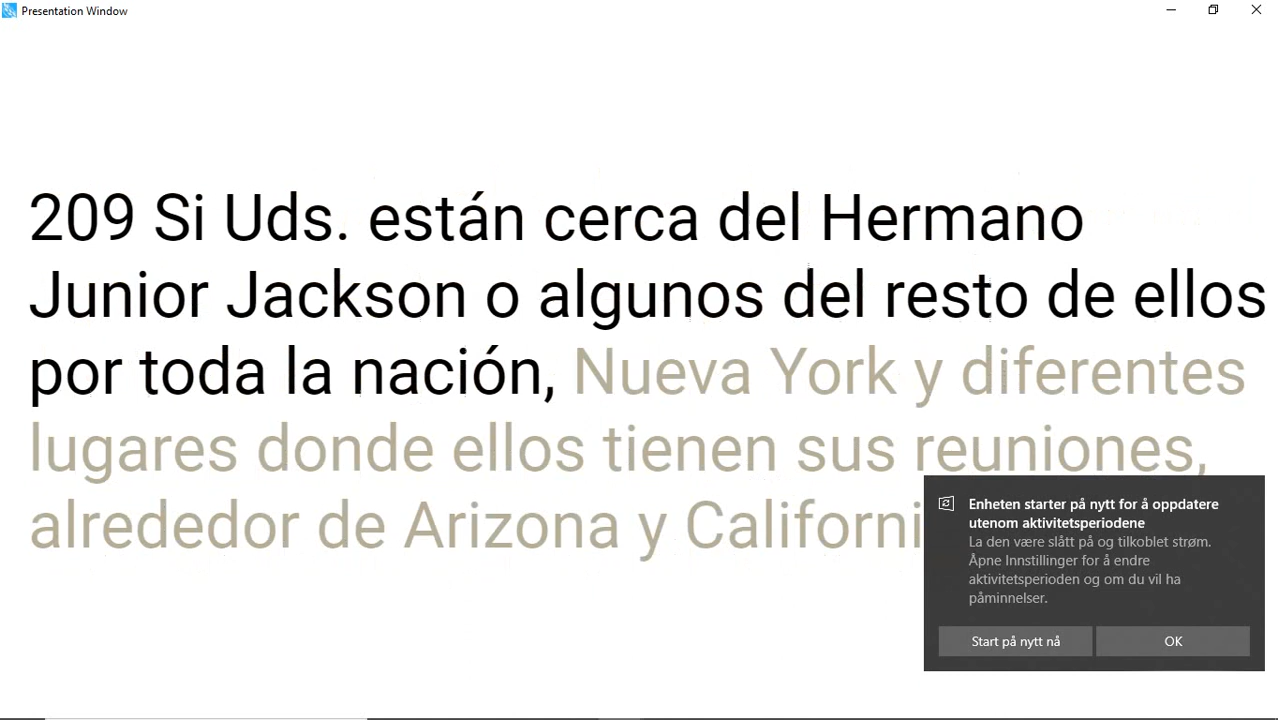 Presentation Window
209 Si Uds. están cerca del Hermano
Junior Jackson o algunos del resto de ellos
por toda la nación, Nueva York y diferentes
lugares donde ellos tienen sus reuniones,
alrededor de Arizona y Californi
Enheten starter på nytt for å oppdatere
utenom aktivitetsperiodene
La den være slått på og tilkoblet strøm.
Åpne Innstillinger for å endre
aktivitetsperioden og om du vil ha
påminnelser.
Start på nytt nå
OK